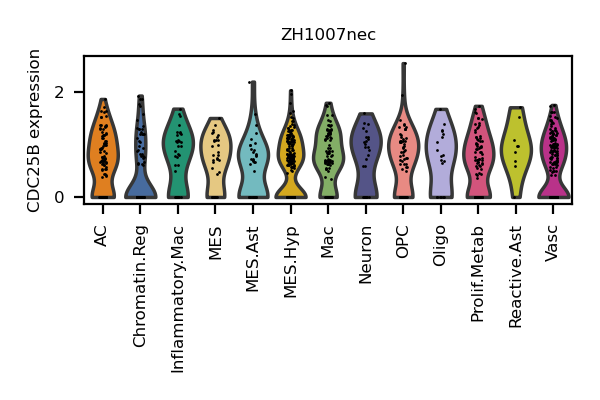 ZH1007nec
CDC25B expression
2
0
AC
Chromatin.Reg
Inflammatory.Mac
MES
MES.Ast
MES.Hyp
Mac
Neuron
OPC
Oligo
Prolif.Metab
Reactive.Ast
Vasc